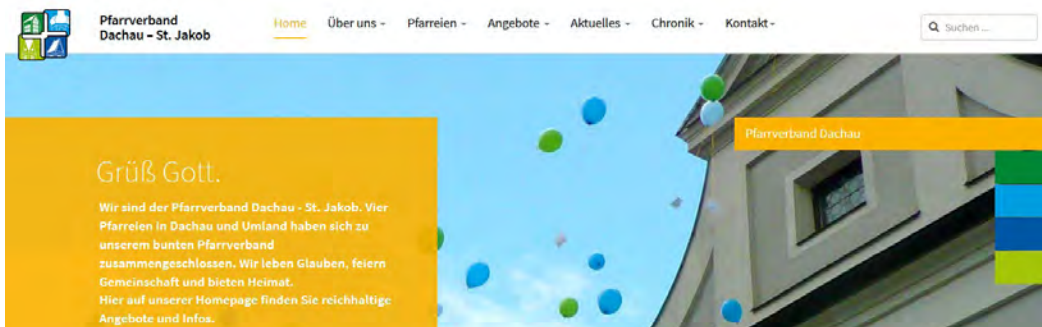 Pfarrverband
Dachau – St. Jakob
Home Über uns Pfarreien Angebote Aktuelles Chronik Kontakt
Suchen ...
Pfarrverband Dachau
Grüß Gott.
Wir sind der Pfarrverband Dachau - St. Jakob. Vier
Pfarreien in Dachau und Umland haben sich zu
unserem bunten Pfarrverband
zusammengeschlossen. Wir leben Glauben, feiern
Gemeinschaft und bieten Heimat.
Hier auf unserer Homepage finden Sie reichhaltige
Angebote und Infos.